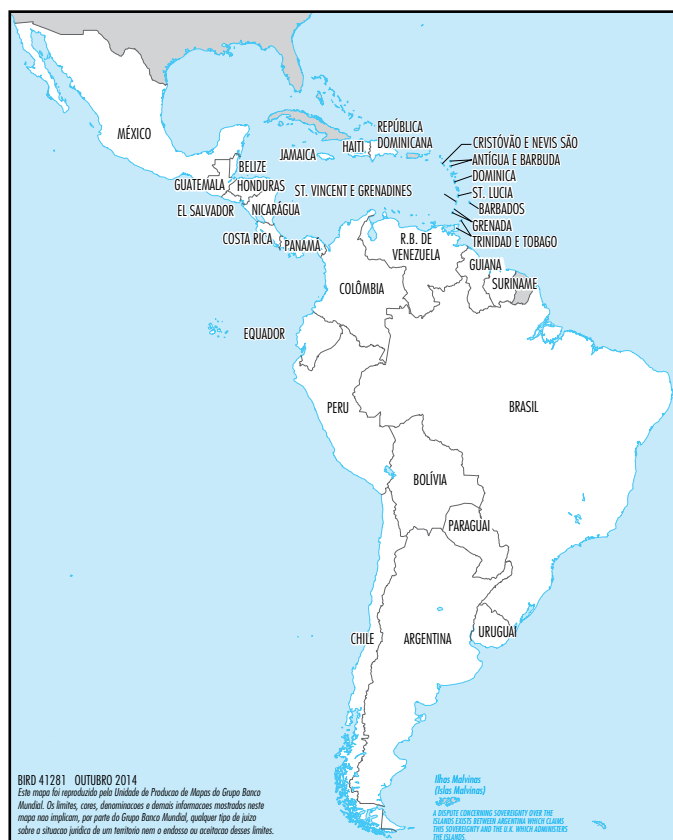 MÉXICO
REPÚBLICA
DOMINICANA
HAITI
JAMAICA
CRISTÓVÃO E NEVIS SÃO
ANTÍGUA E BARBUDA
BELIZE
DOMINICA
GUATEMALA
HONDURAS
ST. VINCENT E GRENADINES
ST. LUCIA
EL SALVADOR
NICARÁGUA
BARBADOS
GRENADA
COSTA RICA
PANAMÁ
R.B. DE
VENEZUELA
TRINIDAD E TOBAGO
GUIANA
SURINAME
COLÔMBIA
EQUADOR
PERU
BRASIL
BOLÍVIA
PARAGUAI
CHILE
ARGENTINA
URUGUAI
BIRD 41281 OUTUBRO 2014
Este mapa foi reproduzido pela Unidade de Producao de Mapas do Grupo Banco
Mundial. Os limites, cores, denominacoes e demais informacoes mostrados neste
mapa nao implicam, por parte do Grupo Banco Mundial, qualquer tipo de juizo
sobre a situacao juridica de um territorio nem o endosso ou aceitacao desses limites.
Ilhas Malvinas
(Islas Malvinas)
A DISPUTE CONCERNING SOVEREIGNTY OVER THE
ISLANDS EXISTS BETWEEN ARGENTINA WHICH CLAIMS
THIS SOVEREIGNTY AND THE U.K. WHICH ADMINISTERS
THE ISLANDS.